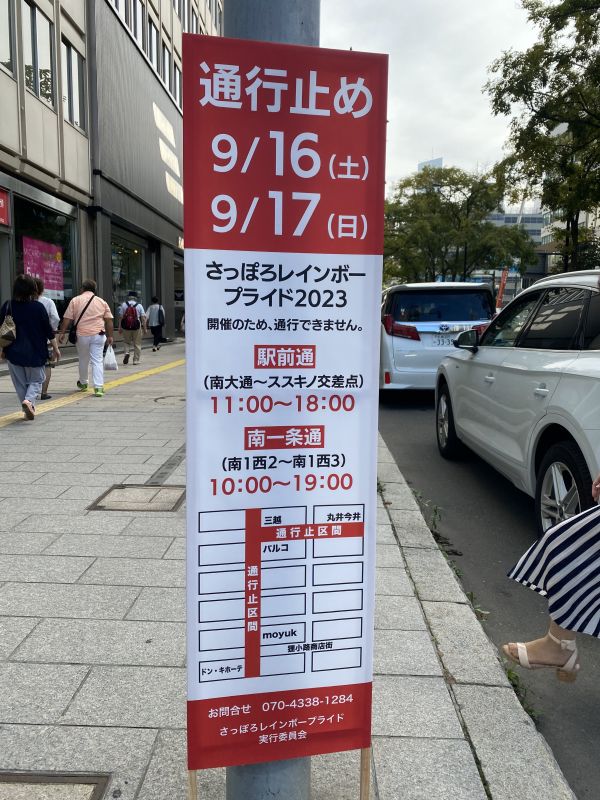 通行止め
9/16(土)
9/17(日)
さっぽろレインボー
プライド2023
開催のため、通行できません。
駅前通
(南大通～ススキノ交差点)
11:00～18:00
南一条通
(南1西2～南1西3)
10:00～19:00
三越
丸井今井
通行止区間
パルコ
通行止区間
moyuk
狸小路商店街
ドン・キホーテ
お問合せ 070-4338-1284
さっぽろレインボープライド
実行委員会